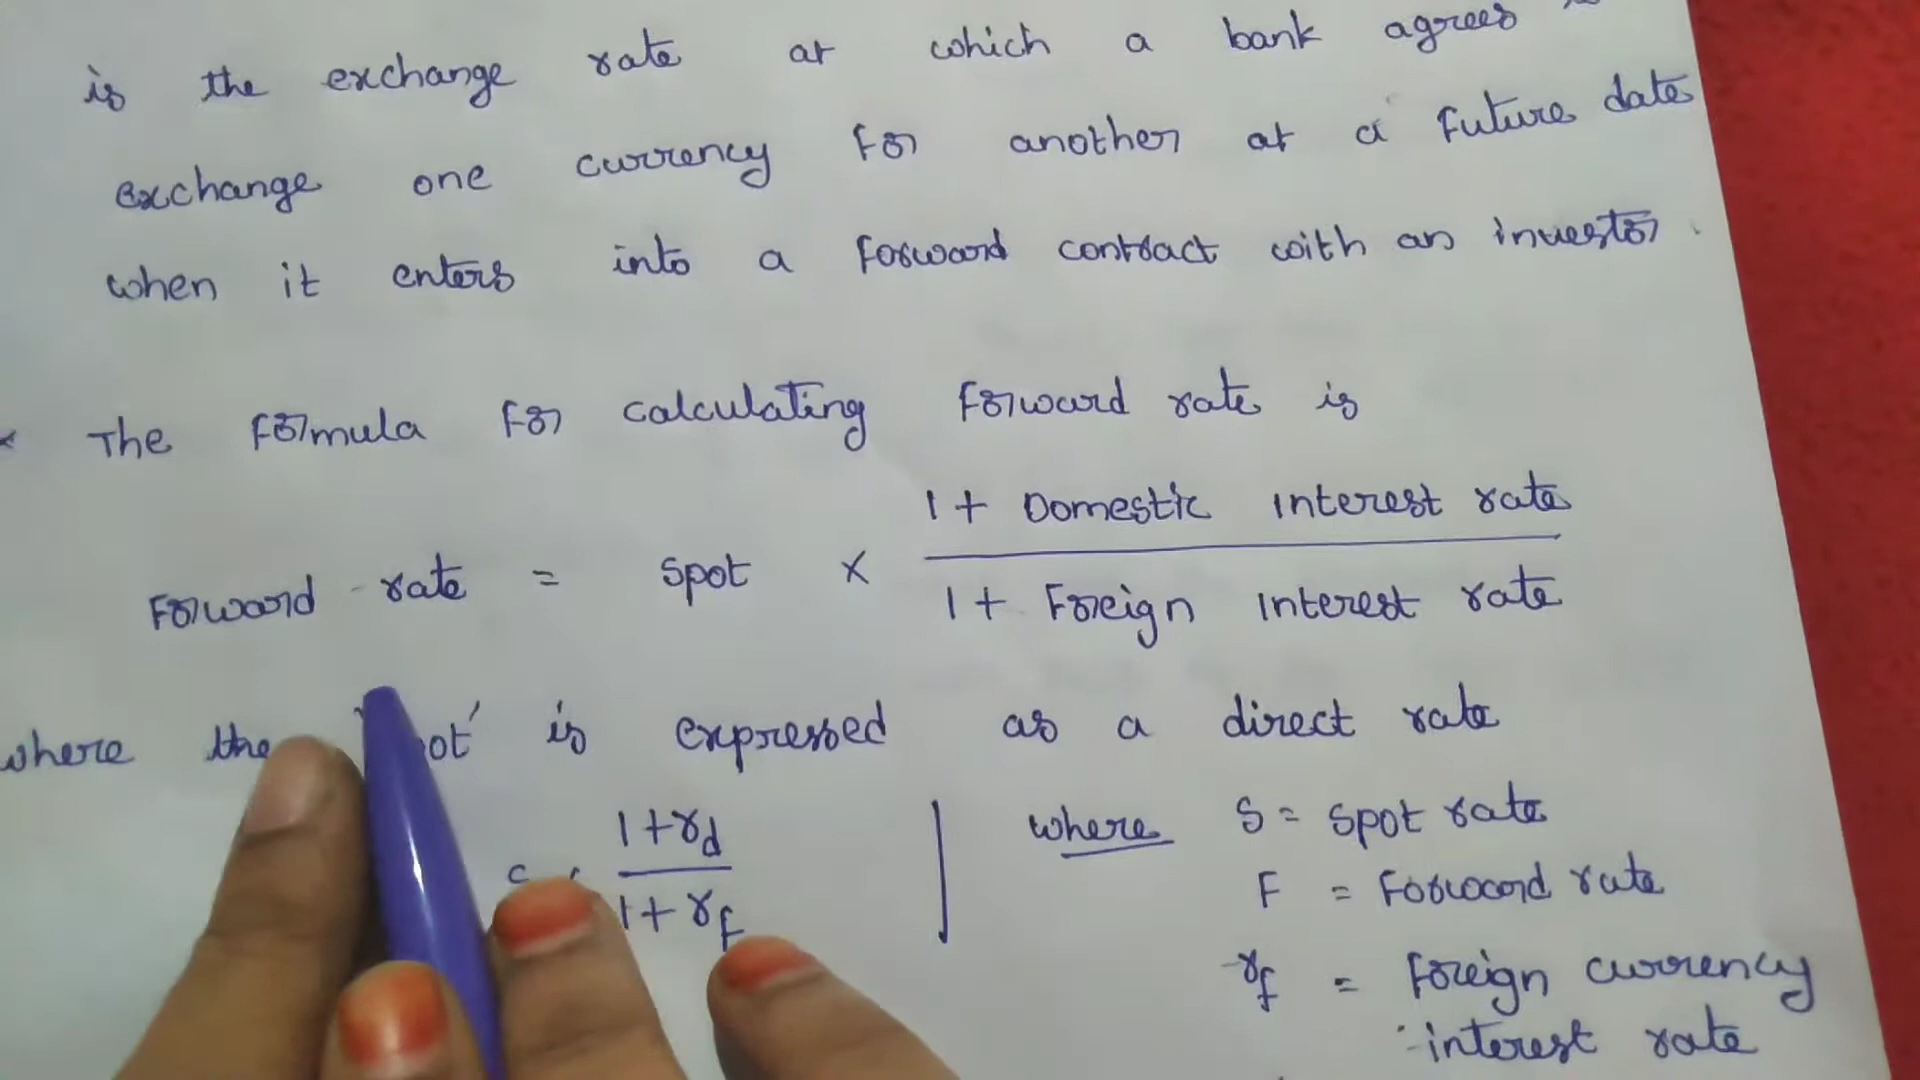 is the exchange rate at which a bank agrees
exchange one currency for another at a future date
when it enters into a forward contract with an investor.
The formula for calculating forward rate is
Forward rate = spot × 1 + Domestic interest rate
1 + Foreign interest rate
where the 'ot' is expressed as a direct rate
1+rd
1+rf
where S = spot rate
F = Forward rate
rf = Foreign currency
interest rate